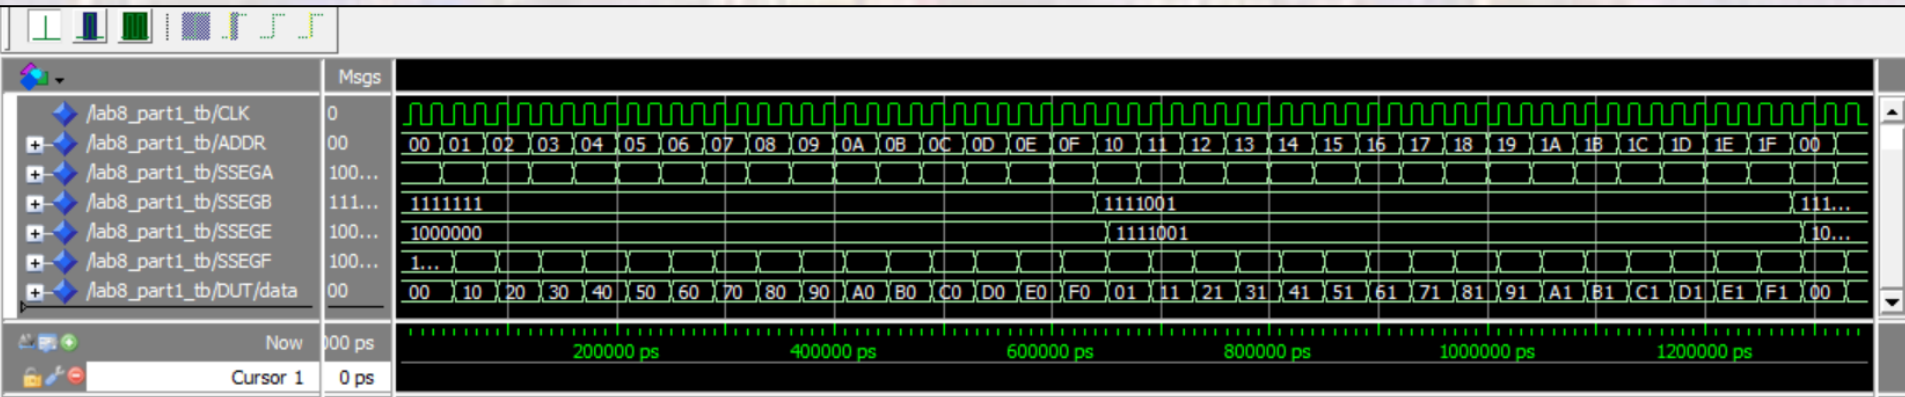 Msgs
/lab8_part1_tb/CLK 0
/lab8_part1_tb/ADDR 00 00 01 02 03 04 05 06 07 08 09 0A 0B 0C 0D 0E 0F 10 11 12 13 14 15 16 17 18 19 1A 1B 1C 1D 1E 1F 00
/lab8_part1_tb/SSEGA 100...
/lab8_part1_tb/SSEGB 111... 1111111 1111001 111...
/lab8_part1_tb/SSEGE 100... 1000000 1111001 10...
/lab8_part1_tb/SSEGF 100... 1...
/lab8_part1_tb/DUT/data 00 00 10 20 30 40 50 60 70 80 90 A0 B0 C0 D0 E0 F0 01 11 21 31 41 51 61 71 81 91 A1 B1 C1 D1 E1 F1 00
Now 000 ps 200000 ps 400000 ps 600000 ps 800000 ps 1000000 ps 1200000 ps
Cursor 1 0 ps